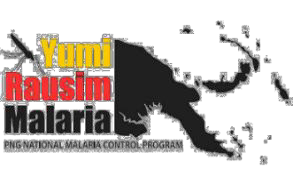 Yumi
Rausim
Malaria
PNG NATIONAL MALARIA CONTROL PROGRAM